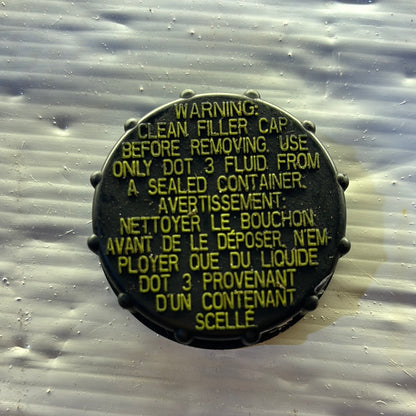 WARNING:
CLEAN FILLER CAP
BEFORE REMOVING. USE
ONLY DOT 3 FLUID FROM
A SEALED CONTAINER.
AVERTISSEMENT:
NETTOYER LE BOUCHON
AVANT DE LE DÉPOSER. N'EM-
PLOYER QUE DU LIQUIDE
DOT 3 PROVENANT
D'UN CONTENANT
SCELLÉ